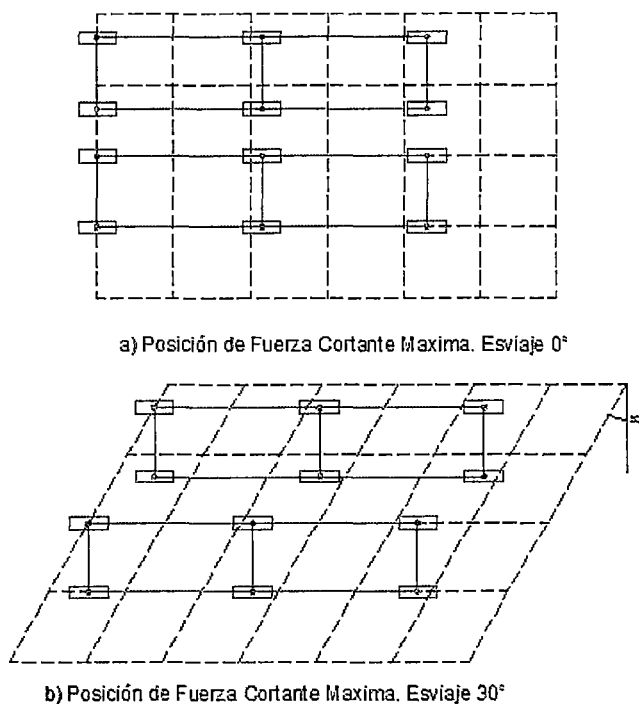 a) Posición de Fuerza Cortante Maxima. Esviaje 0°
b) Posición de Fuerza Cortante Maxima. Esviaje 30°